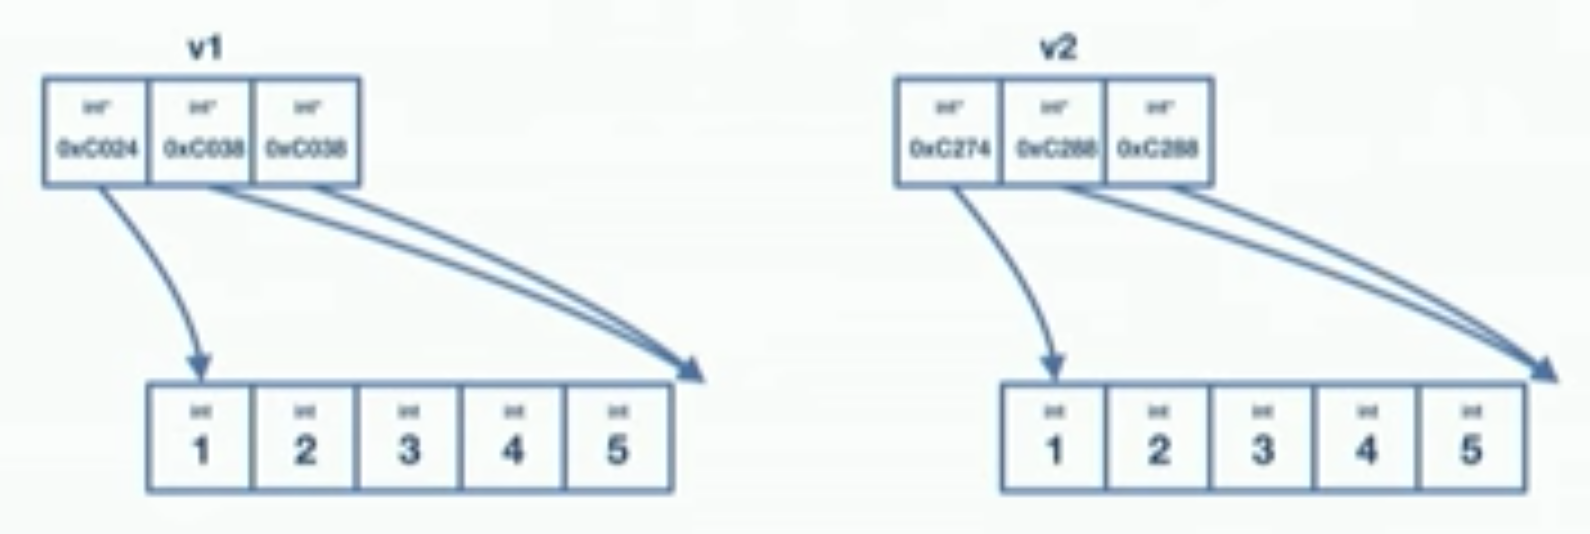 v1
int* int* int*
0xC024 0xC038 0xC038
int int int int int
1 2 3 4 5
v2
int* int* int*
0xC274 0xC288 0xC288
int int int int int
1 2 3 4 5